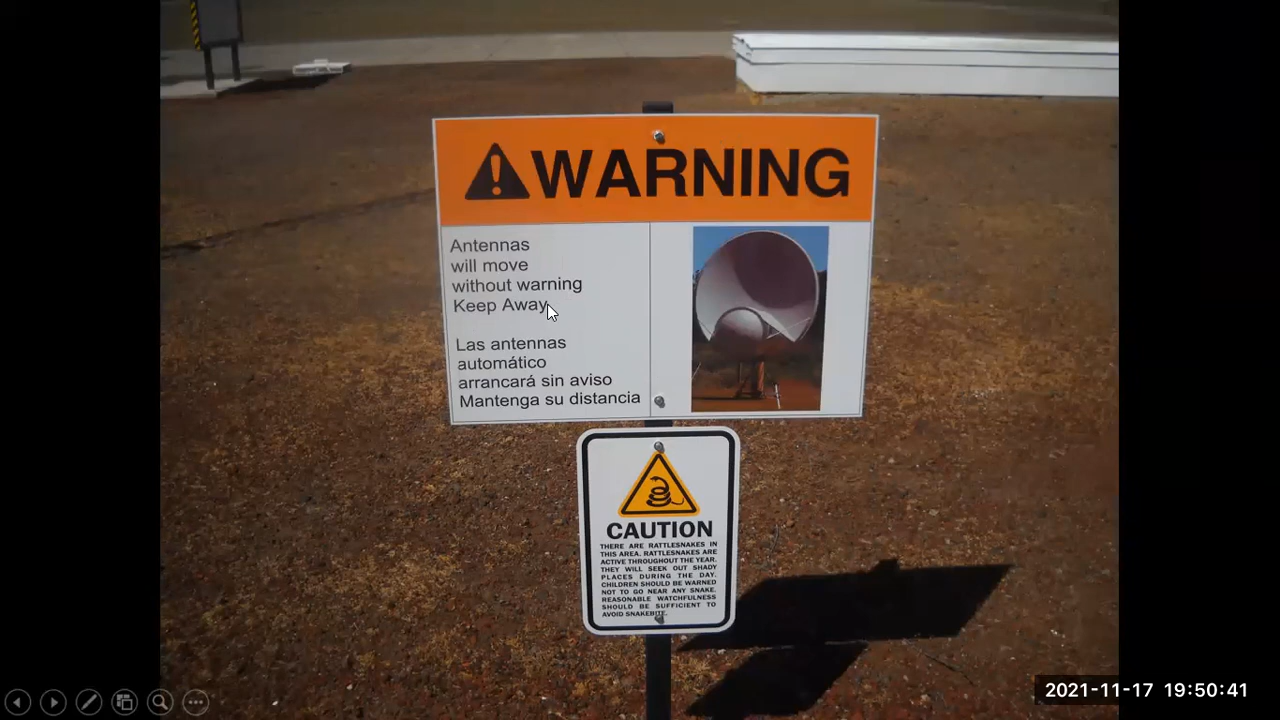 WARNING
Antennas
will move
without warning
Keep Away
Las antennas
automático
arrancará sin aviso
Mantenga su distancia
CAUTION
THERE ARE RATTLESNAKES IN
THIS AREA. RATTLESNAKES ARE
ACTIVE THROUGHOUT THE YEAR.
THEY WILL SEEK OUT SHADY
PLACES DURING THE DAY.
CHILDREN SHOULD BE WARNED
NOT TO GO NEAR ANY SNAKE.
REASONABLE WATCHFULNESS
SHOULD BE SUFFICIENT TO
AVOID SNAKEBITE.
2021-11-17 19:50:41